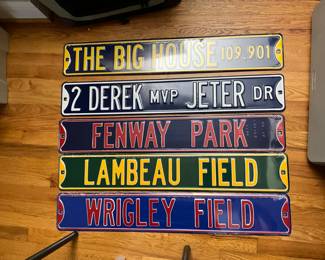 THE BIG HOUSE 109,901
2 DEREK MVP JETER DR
FENWAY PARK
LAMBEAU FIELD
WRIGLEY FIELD